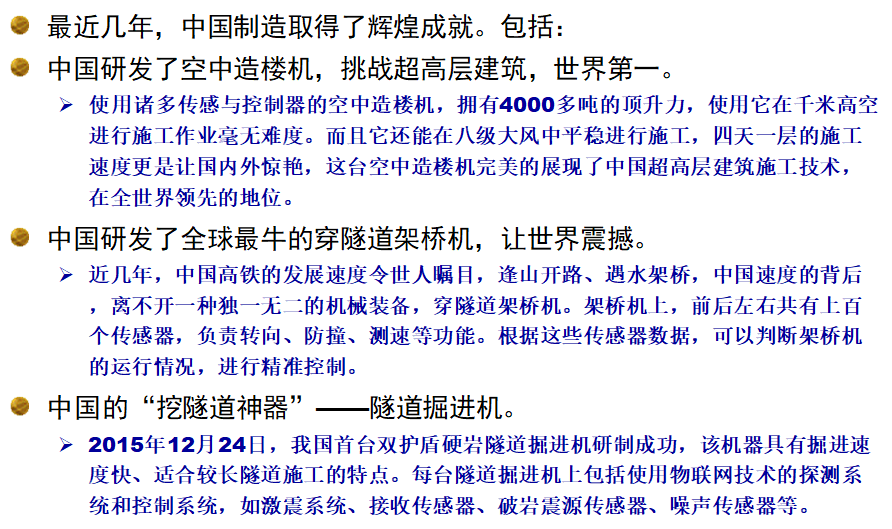 最近几年，中国制造取得了辉煌成就。包括：
中国研发了空中造楼机，挑战超高层建筑，世界第一。
使用诸多传感与控制器的空中造楼机，拥有4000多吨的顶升力，使用它在千米高空
进行施工作业毫无难度。而且它还能在八级大风中平稳进行施工，四天一层的施工
速度更是让国内外惊艳，这台空中造楼机完美的展现了中国超高层建筑施工技术，
在全世界领先的地位。
中国研发了全球最牛的穿隧道架桥机，让世界震撼。
近几年，中国高铁的发展速度令世人瞩目，逢山开路、遇水架桥，中国速度的背后
，离不开一种独一无二的机械装备，穿隧道架桥机。架桥机上，前后左右共有上百
个传感器，负责转向、防撞、测速等功能。根据这些传感器数据，可以判断架桥机
的运行情况，进行精准控制。
中国的“挖隧道神器”——隧道掘进机。
2015年12月24日，我国首台双护盾硬岩隧道掘进机研制成功，该机器具有掘进速
度快、适合较长隧道施工的特点。每台隧道掘进机上包括使用物联网技术的探测系
统和控制系统，如激震系统、接收传感器、破岩震源传感器、噪声传感器等。